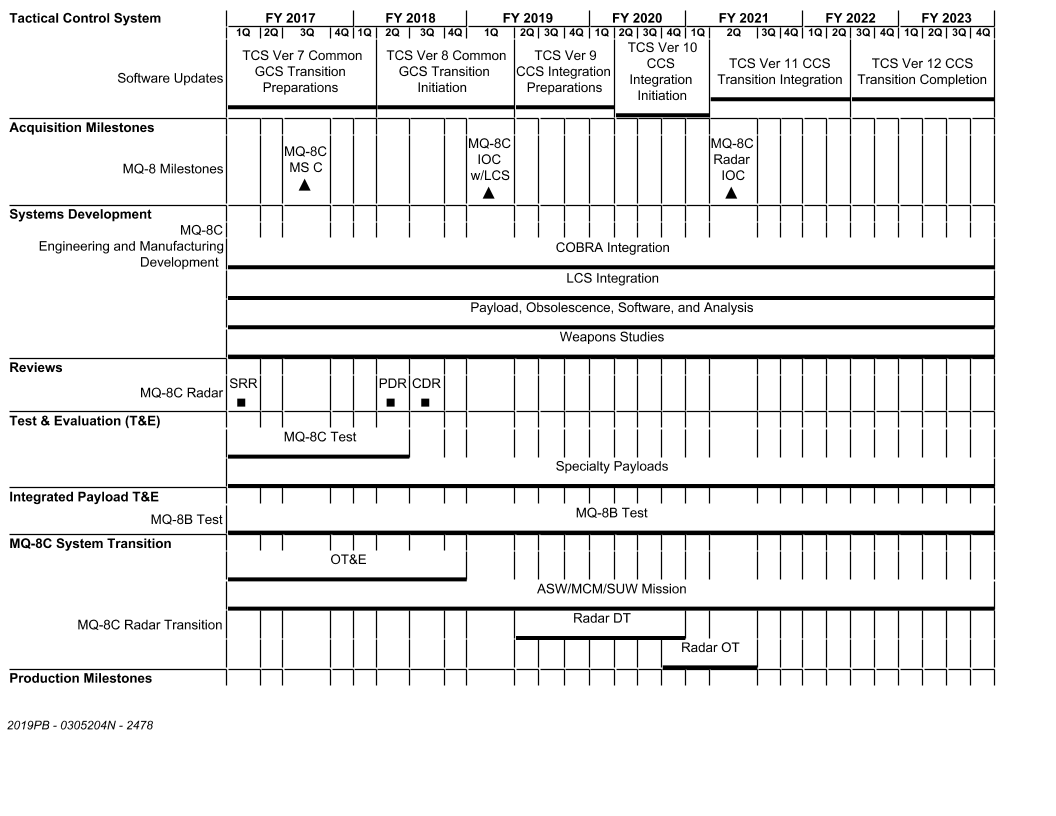 Tactical Control System FY 2017 FY 2018 FY 2019 FY 2020 FY 2021 FY 2022 FY 2023
1Q 2Q 3Q 4Q 1Q 2Q 3Q 4Q 1Q 2Q 3Q 4Q 1Q 2Q 3Q 4Q 1Q 2Q 3Q 4Q 1Q 2Q 3Q 4Q 1Q 2Q 3Q 4Q
Software Updates
TCS Ver 7 Common
GCS Transition
Preparations
TCS Ver 8 Common
GCS Transition
Initiation
TCS Ver 9
CCS Integration
Preparations
TCS Ver 10
CCS
Integration
Initiation
TCS Ver 11 CCS
Transition Integration
TCS Ver 12 CCS
Transition Completion
Acquisition Milestones
MQ-8 Milestones
MQ-8C
MS C
MQ-8C
IOC
w/LCS
MQ-8C
Radar
IOC
Systems Development
MQ-8C
Engineering and Manufacturing
Development
COBRA Integration
LCS Integration
Payload, Obsolescence, Software, and Analysis
Weapons Studies
Reviews
MQ-8C Radar
SRR
PDR
CDR
Test & Evaluation (T&E)
MQ-8C Test
Specialty Payloads
Integrated Payload T&E
MQ-8B Test
MQ-8B Test
MQ-8C System Transition
OT&E
ASW/MCM/SUW Mission
MQ-8C Radar Transition
Radar DT
Radar OT
Production Milestones
2019PB - 0305204N - 2478